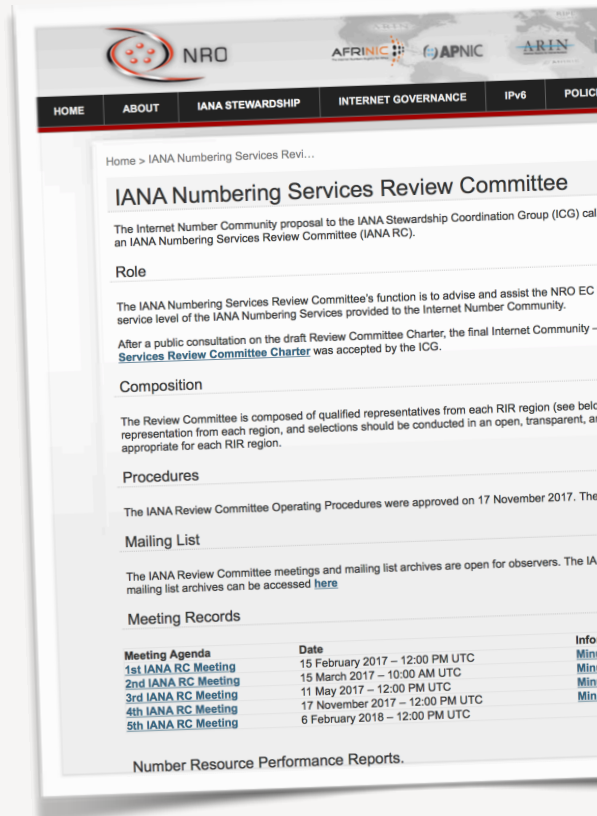 NRO
AFRINIC APNIC ARIN
HOME ABOUT IANA STEWARDSHIP INTERNET GOVERNANCE IPv6 POLIC
Home > IANA Numbering Services Revi…
IANA Numbering Services Review Committee
The Internet Number Community proposal to the IANA Stewardship Coordination Group (ICG) cal
an IANA Numbering Services Review Committee (IANA RC).
Role
The IANA Numbering Services Review Committee's function is to advise and assist the NRO EC
service level of the IANA Numbering Services provided to the Internet Number Community.
After a public consultation on the draft Review Committee Charter, the final Internet Community –
Services Review Committee Charter was accepted by the ICG.
Composition
The Review Committee is composed of qualified representatives from each RIR region (see belo
representation from each region, and selections should be conducted in an open, transparent, a
appropriate for each RIR region.
Procedures
The IANA Review Committee Operating Procedures were approved on 17 November 2017. The
Mailing List
The IANA Review Committee meetings and mailing list archives are open for observers. The IA
mailing list archives can be accessed here
Meeting Records
Meeting Agenda Date Info
1st IANA RC Meeting 15 February 2017 – 12:00 PM UTC Minu
2nd IANA RC Meeting 15 March 2017 – 10:00 AM UTC Minu
3rd IANA RC Meeting 11 May 2017 – 12:00 PM UTC Min
4th IANA RC Meeting 17 November 2017 – 12:00 PM UTC Min
5th IANA RC Meeting 6 February 2018 – 12:00 PM UTC
Number Resource Performance Reports.